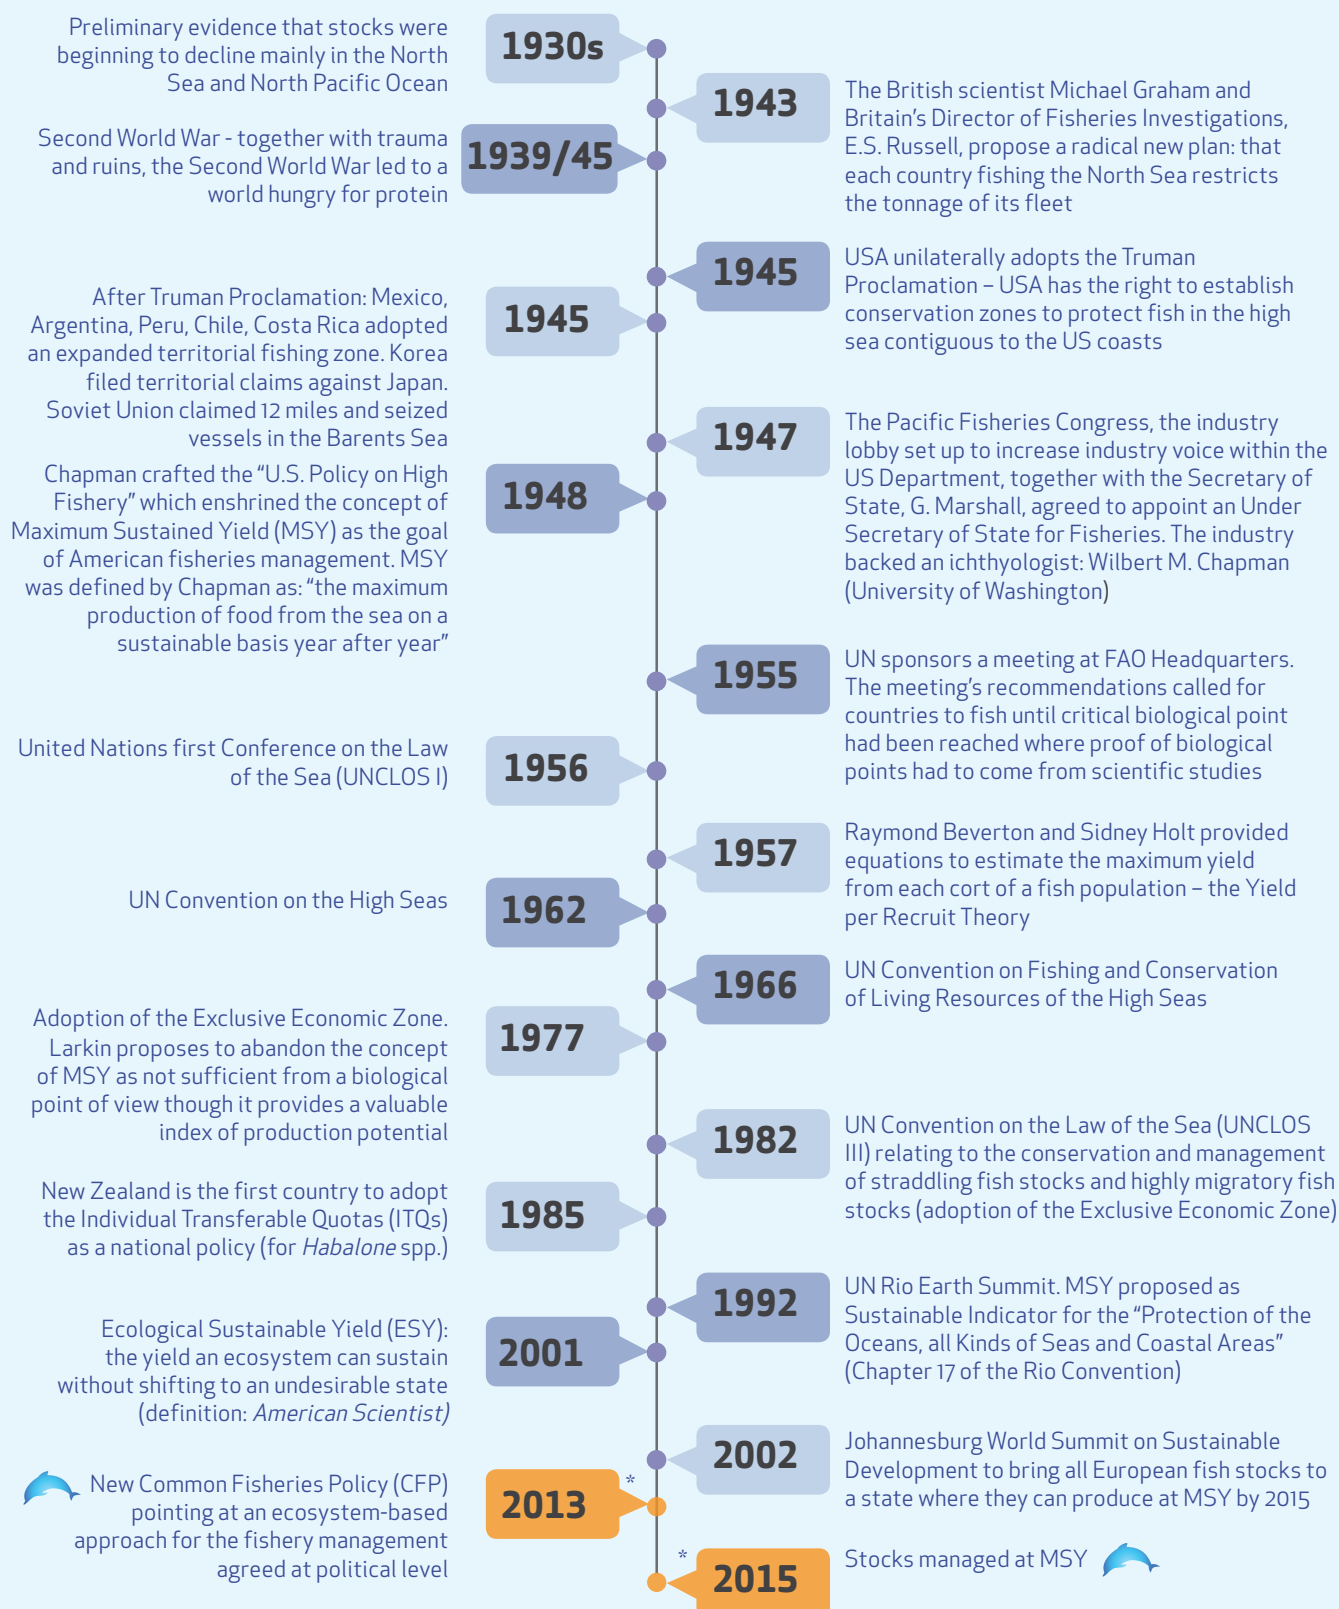 1930s
Preliminary evidence that stocks were
beginning to decline mainly in the North
Sea and North Pacific Ocean
1943
The British scientist Michael Graham and
Britain’s Director of Fisheries Investigations,
E.S. Russell, propose a radical new plan: that
each country fishing the North Sea restricts
the tonnage of its fleet
1939/45
Second World War - together with trauma
and ruins, the Second World War led to a
world hungry for protein
1945
USA unilaterally adopts the Truman
Proclamation – USA has the right to establish
conservation zones to protect fish in the high
sea contiguous to the US coasts
1945
After Truman Proclamation: Mexico,
Argentina, Peru, Chile, Costa Rica adopted
an expanded territorial fishing zone. Korea
filed territorial claims against Japan.
Soviet Union claimed 12 miles and seized
vessels in the Barents Sea
1947
The Pacific Fisheries Congress, the industry
lobby set up to increase industry voice within the
US Department, together with the Secretary of
State, G. Marshall, agreed to appoint an Under
Secretary of State for Fisheries. The industry
backed an ichthyologist: Wilbert M. Chapman
(University of Washington)
1948
Chapman crafted the “U.S. Policy on High
Fishery” which enshrined the concept of
Maximum Sustained Yield (MSY) as the goal
of American fisheries management. MSY
was defined by Chapman as: “the maximum
production of food from the sea on a
sustainable basis year after year”
1955
UN sponsors a meeting at FAO Headquarters.
The meeting’s recommendations called for
countries to fish until critical biological point
had been reached where proof of biological
points had to come from scientific studies
1956
United Nations first Conference on the Law
of the Sea (UNCLOS I)
1957
Raymond Beverton and Sidney Holt provided
equations to estimate the maximum yield
from each cort of a fish population – the Yield
per Recruit Theory
1962
UN Convention on the High Seas
1966
UN Convention on Fishing and Conservation
of Living Resources of the High Seas
1977
Adoption of the Exclusive Economic Zone.
Larkin proposes to abandon the concept
of MSY as not sufficient from a biological
point of view though it provides a valuable
index of production potential
1982
UN Convention on the Law of the Sea (UNCLOS
III) relating to the conservation and management
of straddling fish stocks and highly migratory fish
stocks (adoption of the Exclusive Economic Zone)
1985
New Zealand is the first country to adopt
the Individual Transferable Quotas (ITQs)
as a national policy (for Habalone spp.)
1992
UN Rio Earth Summit. MSY proposed as
Sustainable Indicator for the “Protection of the
Oceans, all Kinds of Seas and Coastal Areas”
(Chapter 17 of the Rio Convention)
2001
Ecological Sustainable Yield (ESY):
the yield an ecosystem can sustain
without shifting to an undesirable state
(definition: American Scientist)
2002
Johannesburg World Summit on Sustainable
Development to bring all European fish stocks to
a state where they can produce at MSY by 2015
2013 *
New Common Fisheries Policy (CFP)
pointing at an ecosystem-based
approach for the fishery management
agreed at political level
* 2015
Stocks managed at MSY